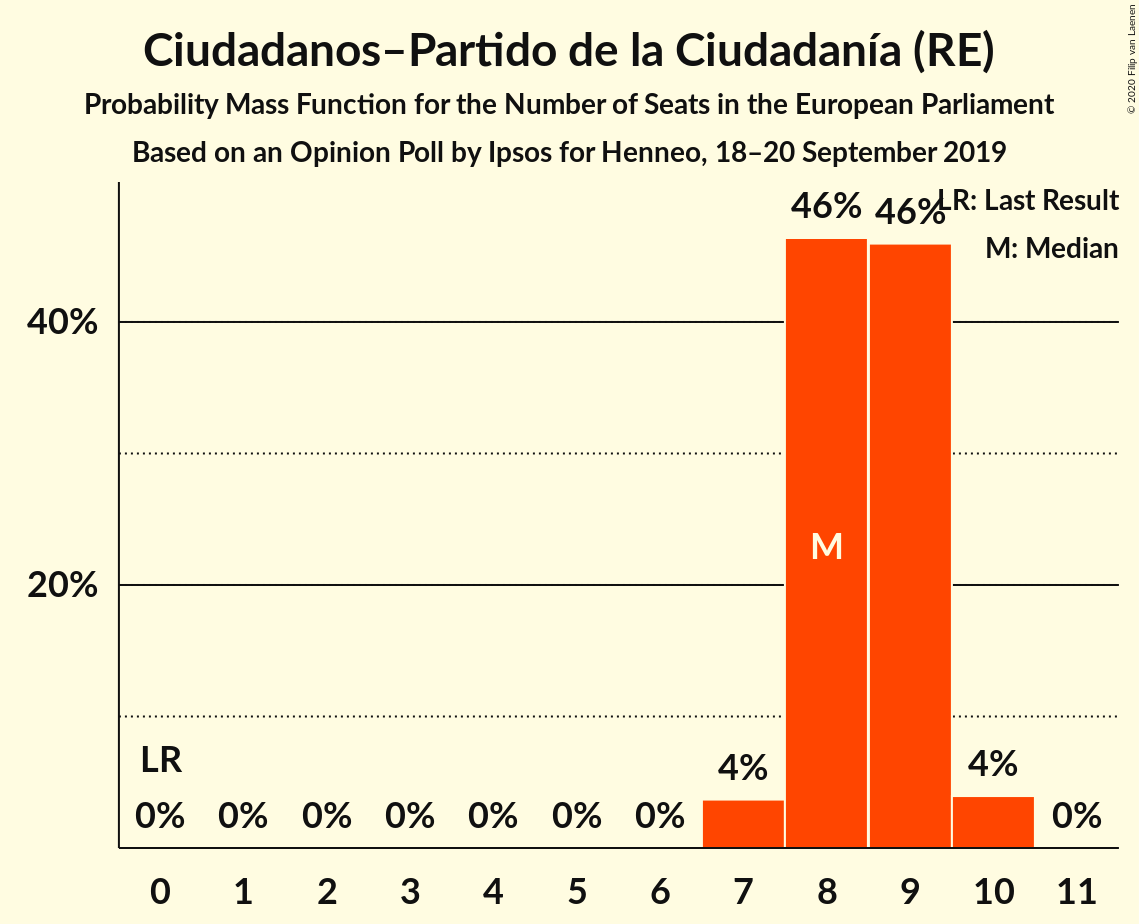 Ciudadanos–Partido de la Ciudadanía (RE)
Probability Mass Function for the Number of Seats in the European Parliament
Based on an Opinion Poll by Ipsos for Henneo, 18–20 September 2019
© 2020 Filip van Laenen
LR: Last Result
M: Median
46% 46%
40%
M
20%
LR
0% 0% 0% 0% 0% 0% 0% 4% 4% 0%
0 1 2 3 4 5 6 7 8 9 10 11